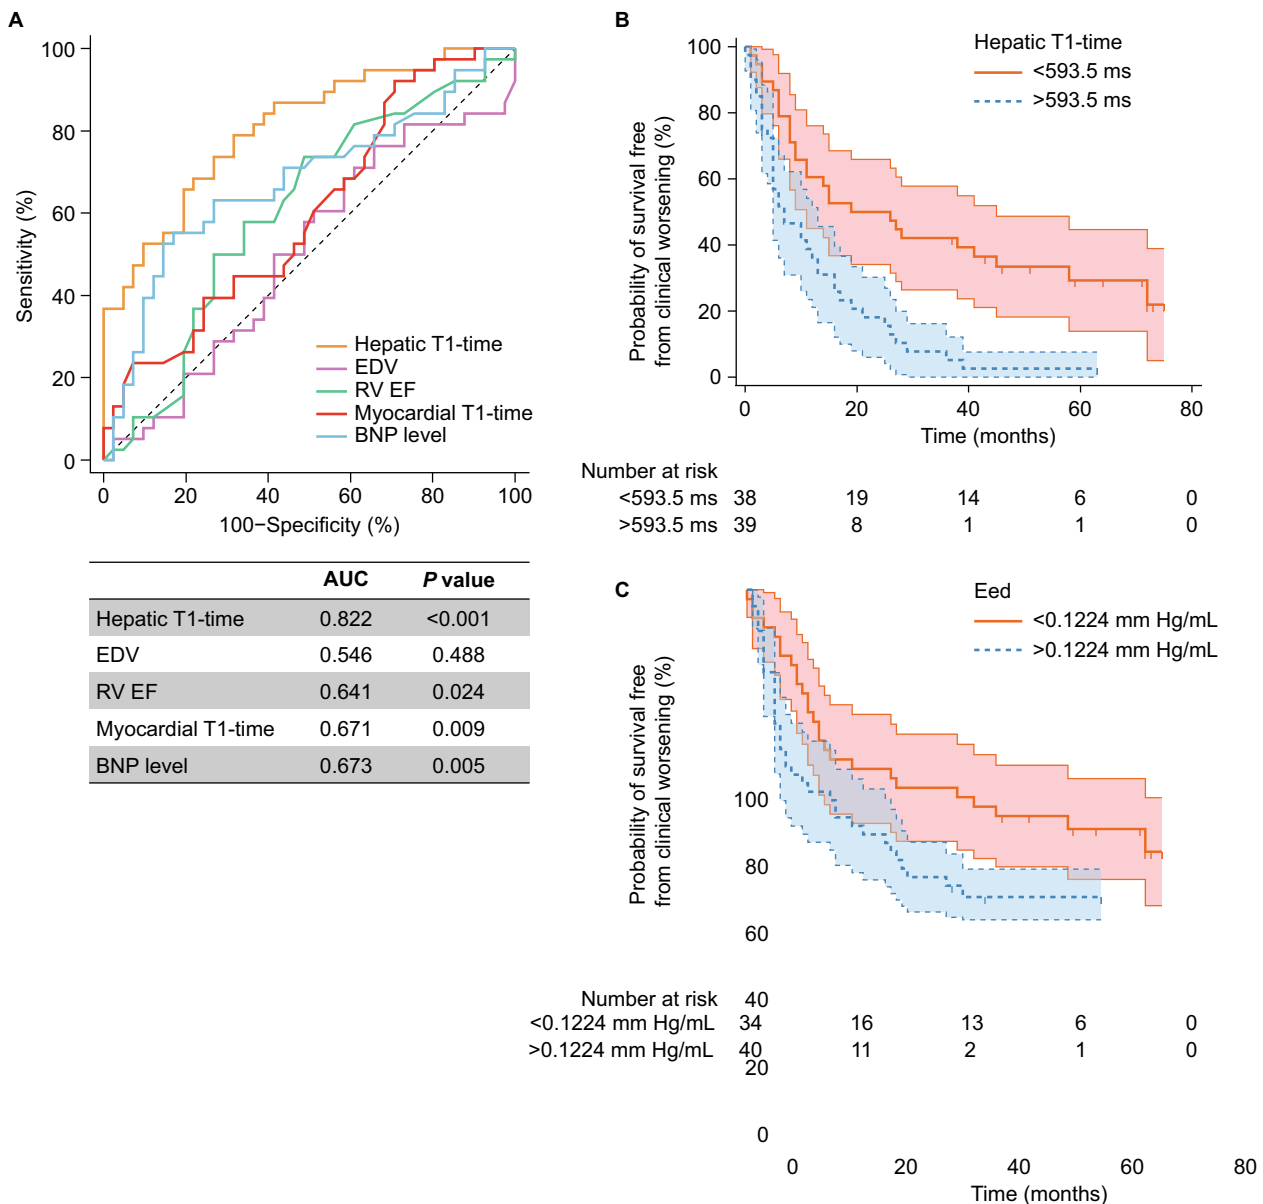 A
100
80
60
40
20
0
Sensitivity (%)
0 20 40 60 80 100
100−Specificity (%)
Hepatic T1-time
EDV
RV EF
Myocardial T1-time
BNP level
AUC P value
Hepatic T1-time 0.822 <0.001
EDV 0.546 0.488
RV EF 0.641 0.024
Myocardial T1-time 0.671 0.009
BNP level 0.673 0.005
B
Hepatic T1-time
<593.5 ms
>593.5 ms
100
80
60
40
20
0
Probability of survival free
from clinical worsening (%)
0 20 40 60 80
Time (months)
Number at risk
<593.5 ms 38 19 14 6 0
>593.5 ms 39 8 1 1 0
C
Eed
<0.1224 mm Hg/mL
>0.1224 mm Hg/mL
Probability of survival free
from clinical worsening (%)
100
80
60
40
Number at risk
<0.1224 mm Hg/mL 34 16 13 6 0
>0.1224 mm Hg/mL 40 11 2 1 0
20
0
0 20 40 60 80
Time (months)